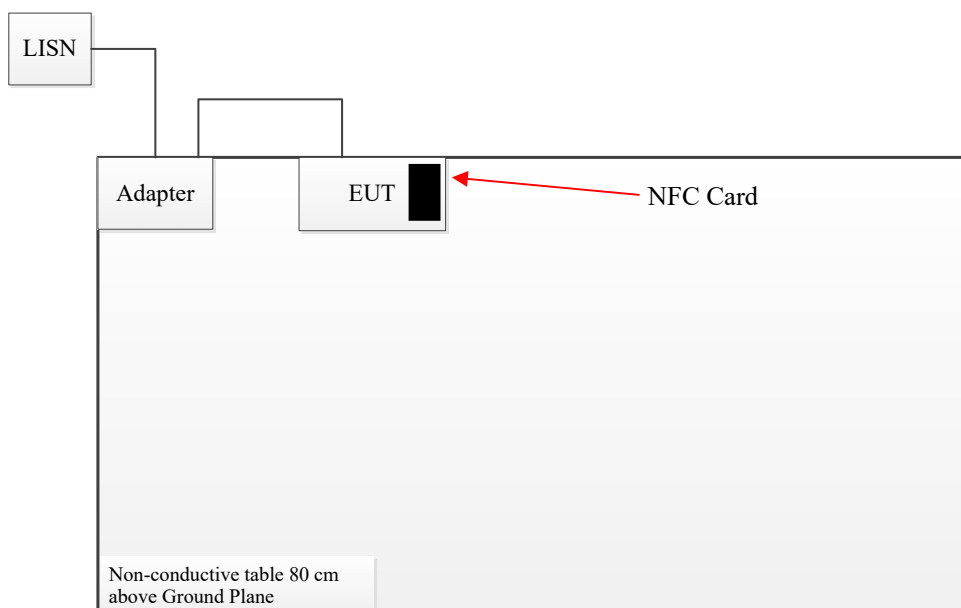 LISN
Adapter
EUT
NFC Card
Non-conductive table 80 cm
above Ground Plane